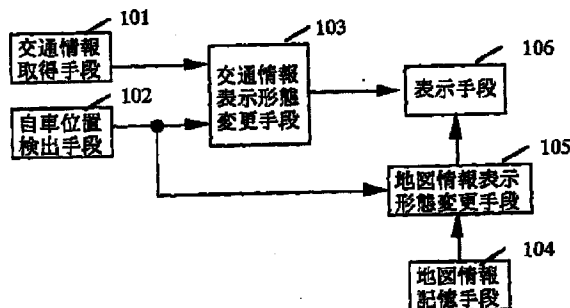 101
交通情報
取得手段
102
自車位置
検出手段
103
交通情報
表示形態
変更手段
106
表示手段
105
地図情報表示
形態変更手段
104
地図情報
記憶手段